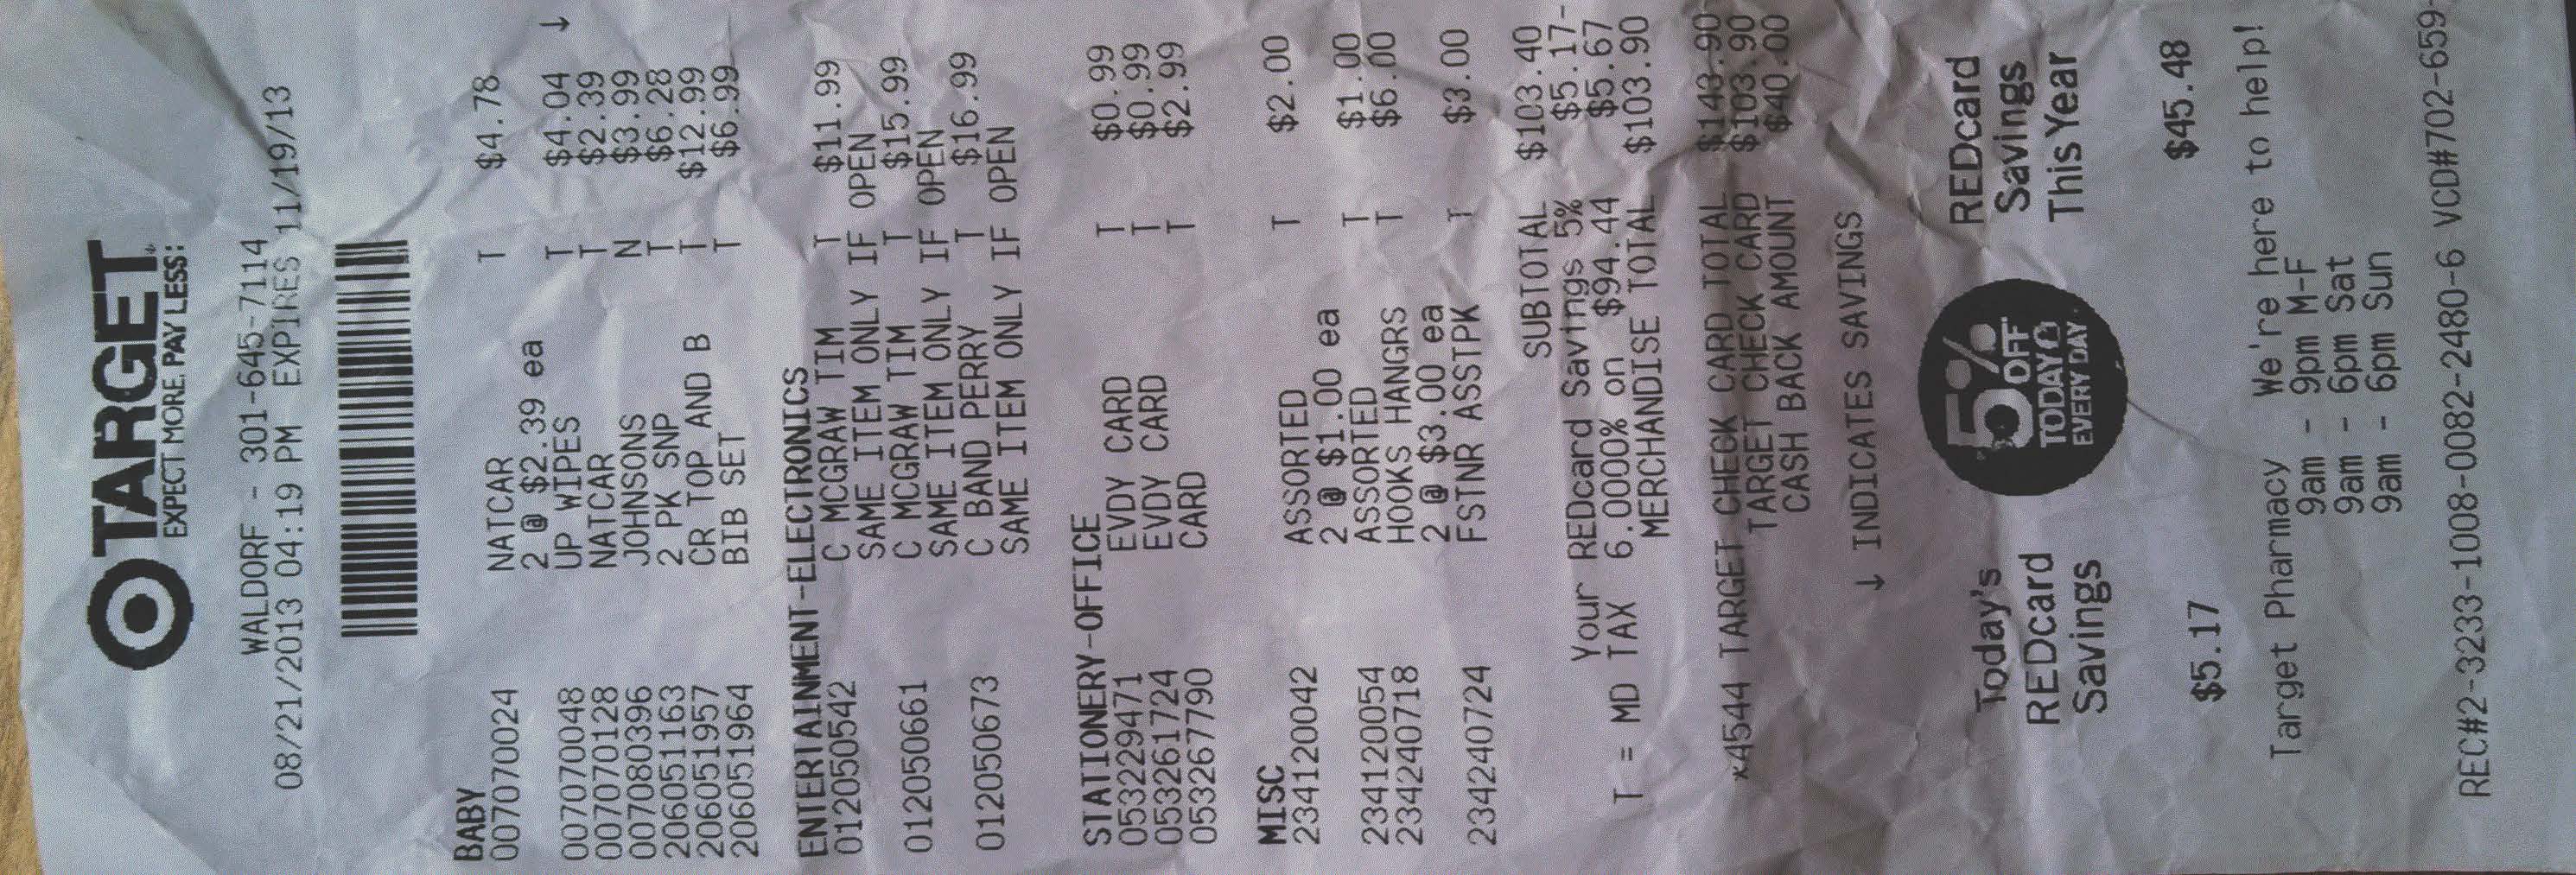 TARGET
EXPECT MORE. PAY LESS.
WALDORF - 301-645-7114
08/21/2013 04:19 PM EXPIRES 11/19/13
BABY
007070024 NATCAR T $4.78
2 @ $2.39 ea
007070048 UP WIPES T $4.04 ↓
007070128 NATCAR T $2.39
007080396 JOHNSONS N $3.99
206051163 2 PK SNP T $6.28
206051957 CR TOP AND B T $12.99
206051964 BIB SET T $6.99
ENTERTAINMENT-ELECTRONICS
012050542 C MCGRAW TIM T $11.99
SAME ITEM ONLY IF OPEN
012050661 C MCGRAW TIM T $15.99
SAME ITEM ONLY IF OPEN
012050673 C BAND PERRY T $16.99
SAME ITEM ONLY IF OPEN
STATIONERY-OFFICE
053229471 EVDY CARD T $0.99
053261724 EVDY CARD T $0.99
053267790 CARD T $2.99
MISC
234120042 ASSORTED T $2.00
2 @ $1.00 ea
234120054 ASSORTED T $1.00
234240718 HOOKS HANGRS T $6.00
2 @ $3.00 ea
234240724 FSTNR ASSTPK T $3.00
SUBTOTAL $103.40
Your REDcard Savings 5% $5.17-
T = MD TAX 6.0000% on $94.44 $5.67
MERCHANDISE TOTAL $103.90
*4544 TARGET CHECK CARD TOTAL $143.90
TARGET CHECK CARD $103.90
CASH BACK AMOUNT $40.00
↓ INDICATES SAVINGS
Today's REDcard Savings
$5.17
5% OFF
TODAY &
EVERY DAY.
REDcard Savings This Year
$45.48
Target Pharmacy We're here to help!
9am - 9pm M-F
9am - 6pm Sat
9am - 6pm Sun
REC#2-3233-1008-0082-2480-6 VCD#702-659-